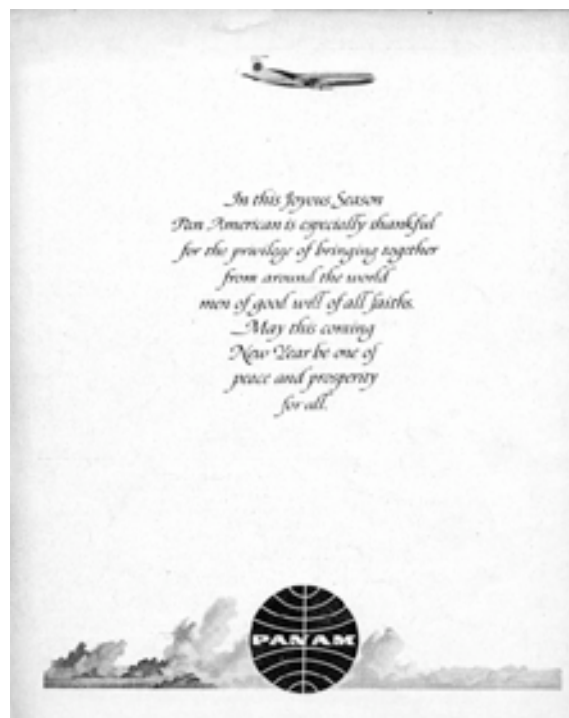 In this Joyous Season
Pan American is especially thankful
for the privilege of bringing together
from around the world
men of good will of all faiths.
May this coming
New Year be one of
peace and prosperity
for all.
PAN AM